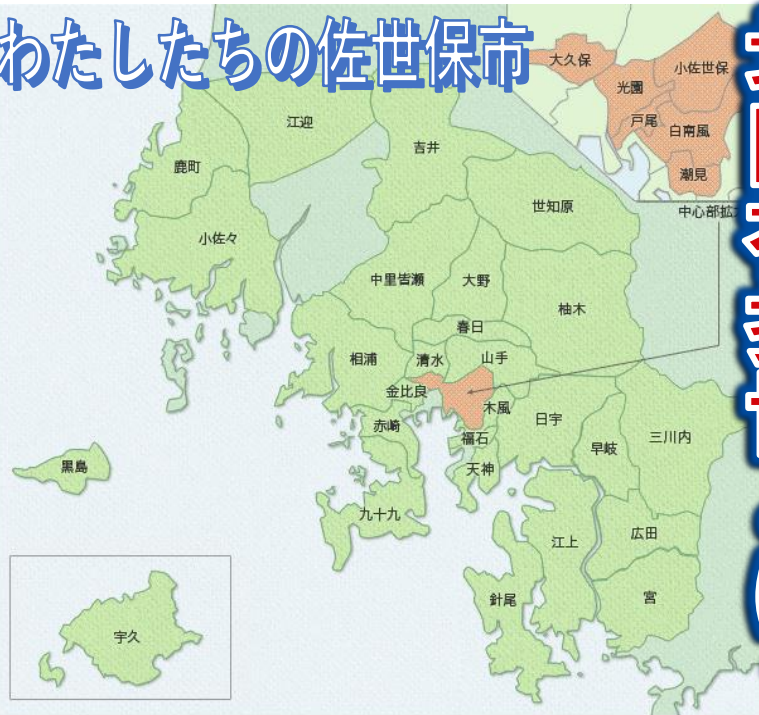 わたしたちの佐世保市
大久保
小佐世保
光園
戸尾
白南風
潮見
江迎
吉井
鹿町
世知原
小佐々
中里皆瀬
大野
柚木
春日
相浦
清水
山手
金比良
木風
赤崎
福石
日宇
早岐
三川内
天神
黒島
九十九
江上
広田
針尾
宮
宇久